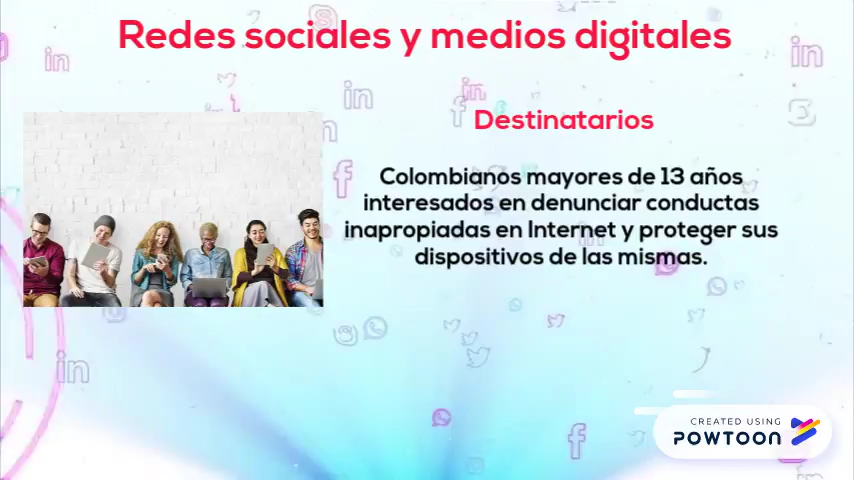 Redes sociales y medios digitales
Destinatarios
Colombianos mayores de 13 años
interesados en denunciar conductas
inapropiadas en Internet y proteger sus
dispositivos de las mismas.
CREATED USING
POWTOON